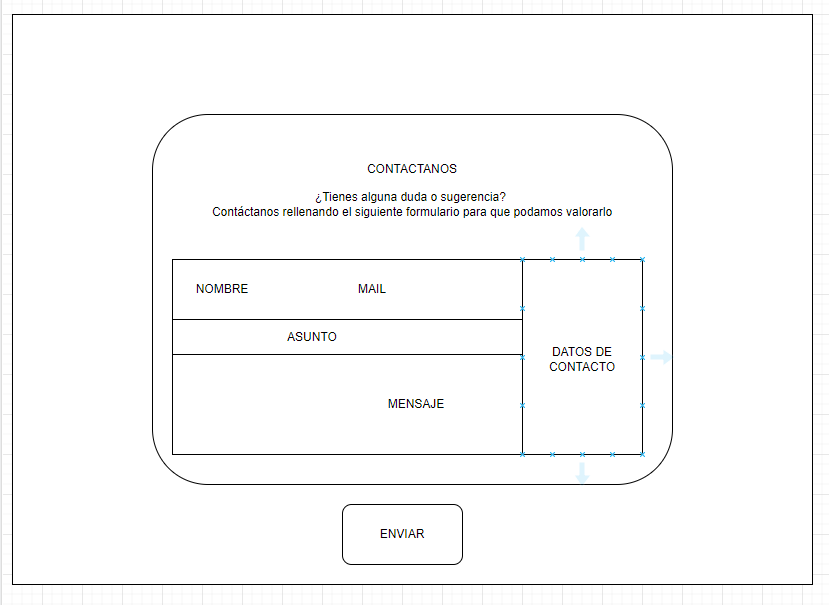 CONTACTANOS
¿Tienes alguna duda o sugerencia?
Contáctanos rellenando el siguiente formulario para que podamos valorarlo
NOMBRE
MAIL
ASUNTO
MENSAJE
DATOS DE
CONTACTO
ENVIAR